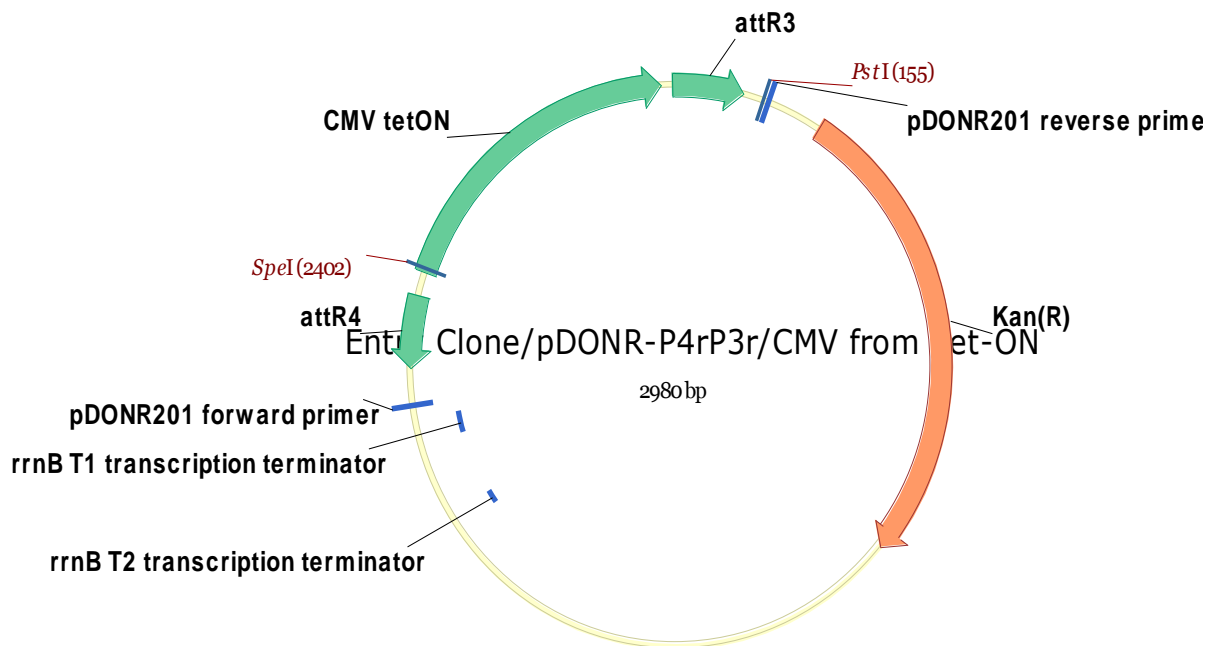 attR3
PstI (155)
CMV tetON
pDONR201 reverse prime
SpeI (2402)
attR4
Kan(R)
Clone/pDONR-P4rP3r/CMV from et-ON
2980 bp
pDONR201 forward primer
rrnB T1 transcription terminator
rrnB T2 transcription terminator